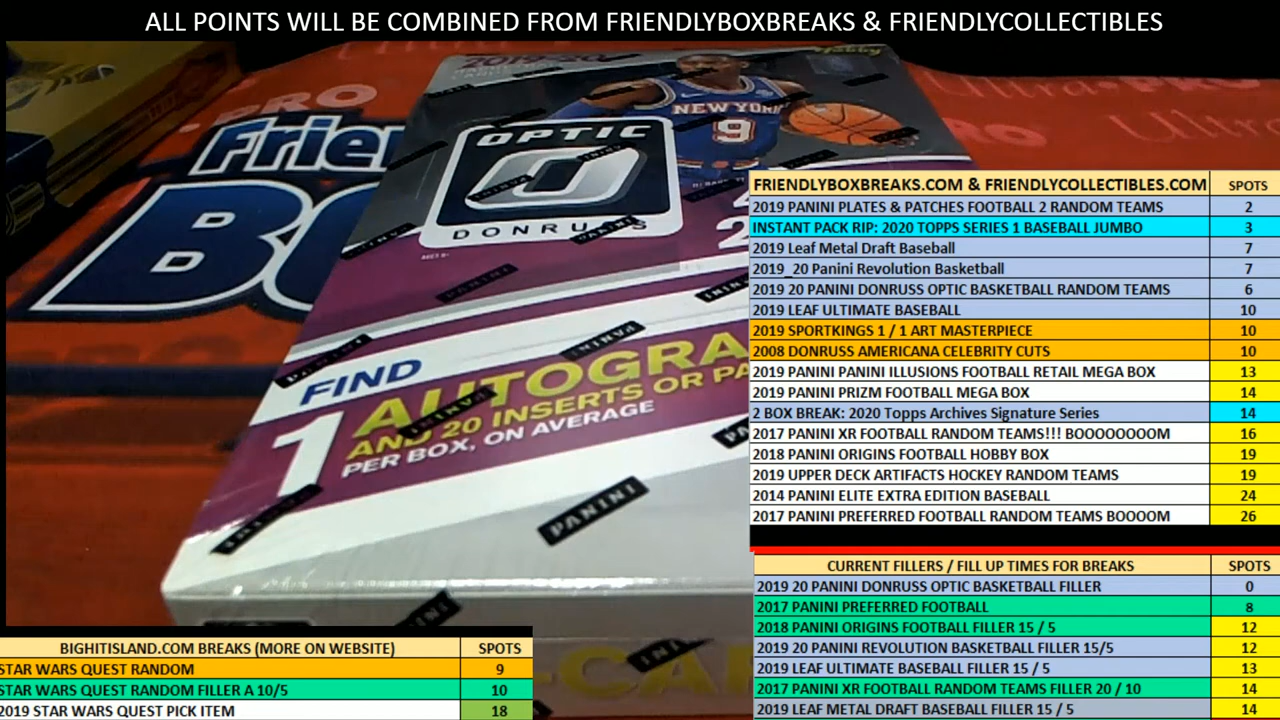 ALL POINTS WILL BE COMBINED FROM FRIENDLYBOXBREAKS & FRIENDLYCOLLECTIBLES
NEW YORK
9
OPTIC
DONRUSS
FIND
1 AUTOGRA
AND 20 INSERTS OR PA
PER BOX, ON AVERAGE
PANINI
FRIENDLYBOXBREAKS.COM & FRIENDLYCOLLECTIBLES.COM SPOTS
2019 PANINI PLATES & PATCHES FOOTBALL 2 RANDOM TEAMS 2
INSTANT PACK RIP: 2020 TOPPS SERIES 1 BASEBALL JUMBO 3
2019 Leaf Metal Draft Baseball 7
2019_20 Panini Revolution Basketball 7
2019 20 PANINI DONRUSS OPTIC BASKETBALL RANDOM TEAMS 6
2019 LEAF ULTIMATE BASEBALL 10
2019 SPORTKINGS 1 / 1 ART MASTERPIECE 10
2008 DONRUSS AMERICANA CELEBRITY CUTS 10
2019 PANINI PANINI ILLUSIONS FOOTBALL RETAIL MEGA BOX 13
2019 PANINI PRIZM FOOTBALL MEGA BOX 14
2 BOX BREAK: 2020 Topps Archives Signature Series 14
2017 PANINI XR FOOTBALL RANDOM TEAMS!!! BOOOOOOOM 16
2018 PANINI ORIGINS FOOTBALL HOBBY BOX 19
2019 UPPER DECK ARTIFACTS HOCKEY RANDOM TEAMS 19
2014 PANINI ELITE EXTRA EDITION BASEBALL 24
2017 PANINI PREFERRED FOOTBALL RANDOM TEAMS BOOOOM 26
CURRENT FILLERS / FILL UP TIMES FOR BREAKS SPOTS
2019 20 PANINI DONRUSS OPTIC BASKETBALL FILLER 0
2017 PANINI PREFERRED FOOTBALL 8
2018 PANINI ORIGINS FOOTBALL FILLER 15 / 5 12
2019 20 PANINI REVOLUTION BASKETBALL FILLER 15/5 12
2019 LEAF ULTIMATE BASEBALL FILLER 15 / 5 13
2017 PANINI XR FOOTBALL RANDOM TEAMS FILLER 20 / 10 14
2019 LEAF METAL DRAFT BASEBALL FILLER 15 / 5 14
BIGHITISLAND.COM BREAKS (MORE ON WEBSITE) SPOTS
STAR WARS QUEST RANDOM 9
STAR WARS QUEST RANDOM FILLER A 10/5 10
2019 STAR WARS QUEST PICK ITEM 18